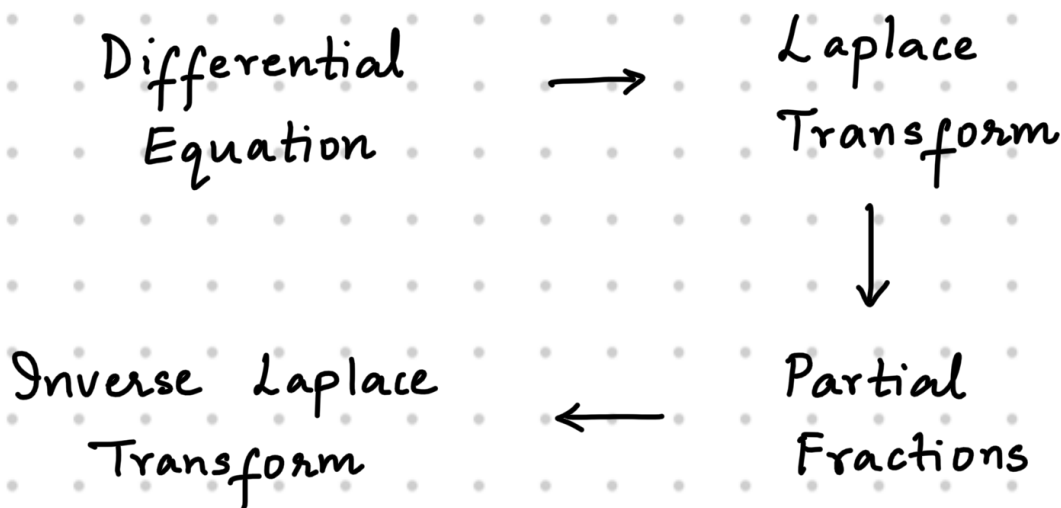 Differential
Equation
Laplace
Transform
Inverse Laplace
Transform
Partial
Fractions